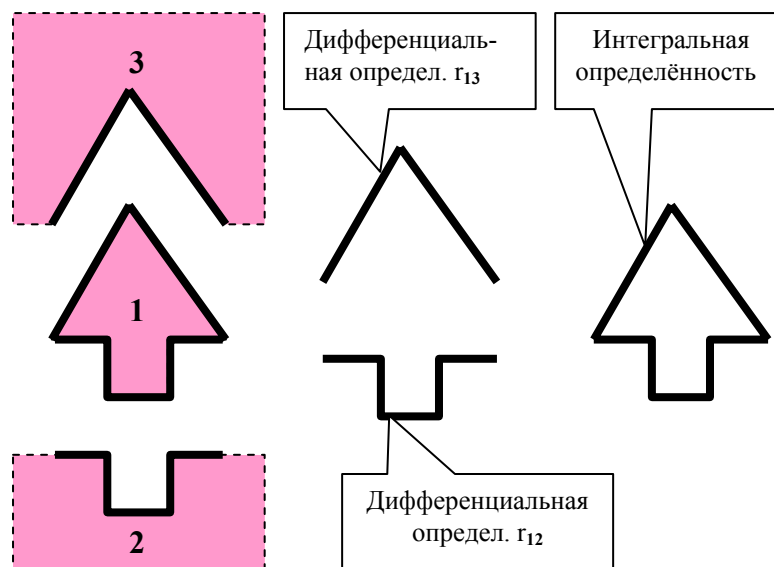 3
Дифференциаль-
ная определ. r13
Интегральная
определённость
1
2
Дифференциальная
определ. r12